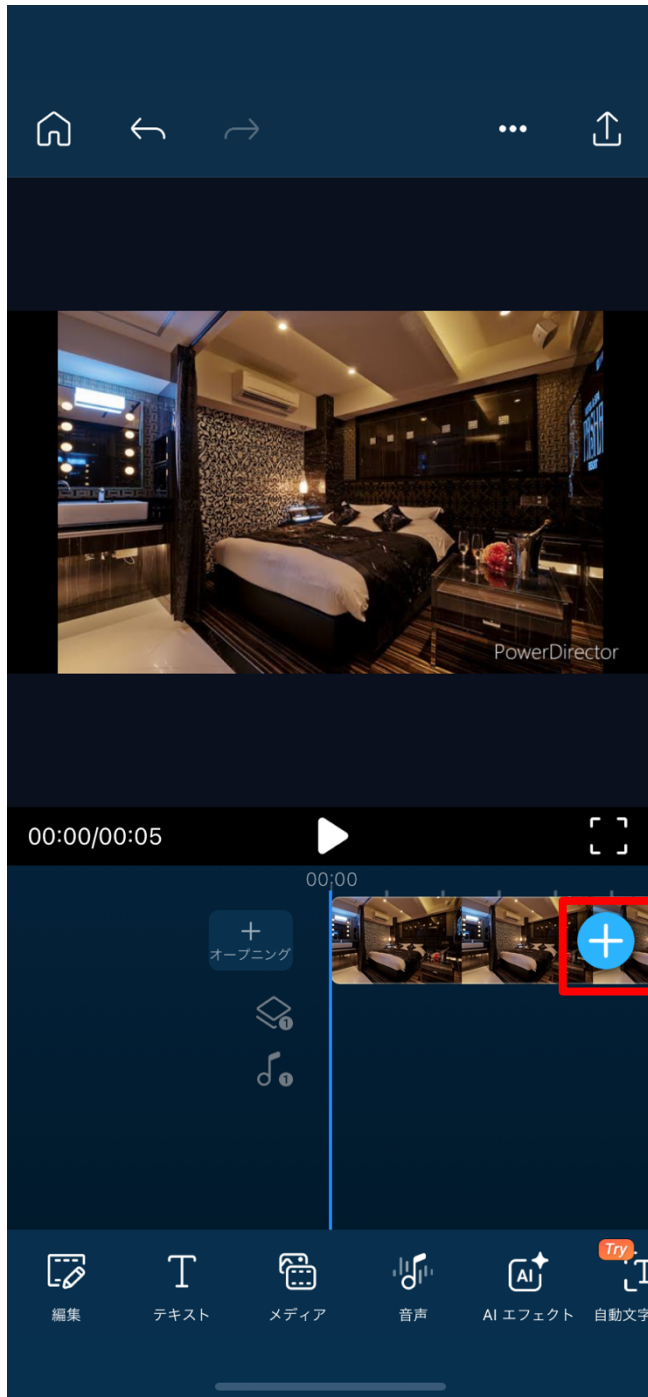 PowerDirector
00:00/00:05
00:00
オープニング
1
1
Try
編集
テキスト
メディア
音声
AI
AI エフェクト
自動文字